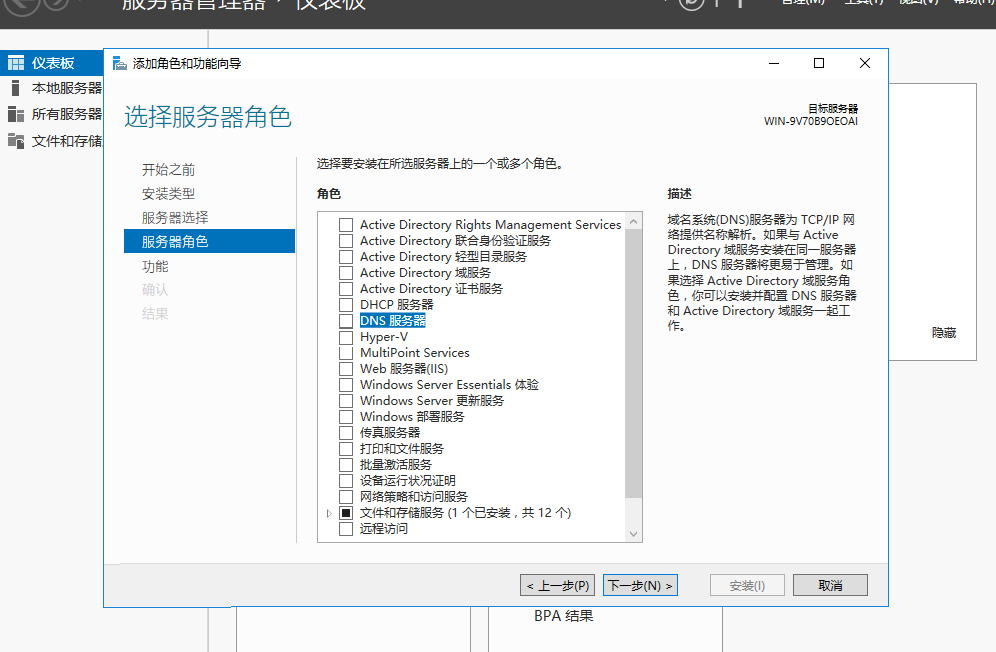 服务器管理器 · 仪表板
管理(M) 工具(T) 视图(V) 帮助(H)
仪表板
本地服务器
所有服务器
文件和存储
添加角色和功能向导
选择服务器角色
目标服务器
WIN-9V70B9OEOAI
开始之前
安装类型
服务器选择
服务器角色
功能
确认
结果
选择要安装在所选服务器上的一个或多个角色。
角色
Active Directory Rights Management Services
Active Directory 联合身份验证服务
Active Directory 轻型目录服务
Active Directory 域服务
Active Directory 证书服务
DHCP 服务器
DNS 服务器
Hyper-V
MultiPoint Services
Web 服务器(IIS)
Windows Server Essentials 体验
Windows Server 更新服务
Windows 部署服务
传真服务器
打印和文件服务
批量激活服务
设备运行状况证明
网络策略和访问服务
文件和存储服务 (1 个已安装，共 12 个)
远程访问
描述
域名系统(DNS)服务器为 TCP/IP 网
络提供名称解析。如果与 Active
Directory 域服务安装在同一服务器
上，DNS 服务器将更易于管理。如
果选择 Active Directory 域服务角
色，你可以安装并配置 DNS 服务器
和 Active Directory 域服务一起工
作。
隐藏
< 上一步(P)
下一步(N) >
安装(I)
取消
BPA 结果